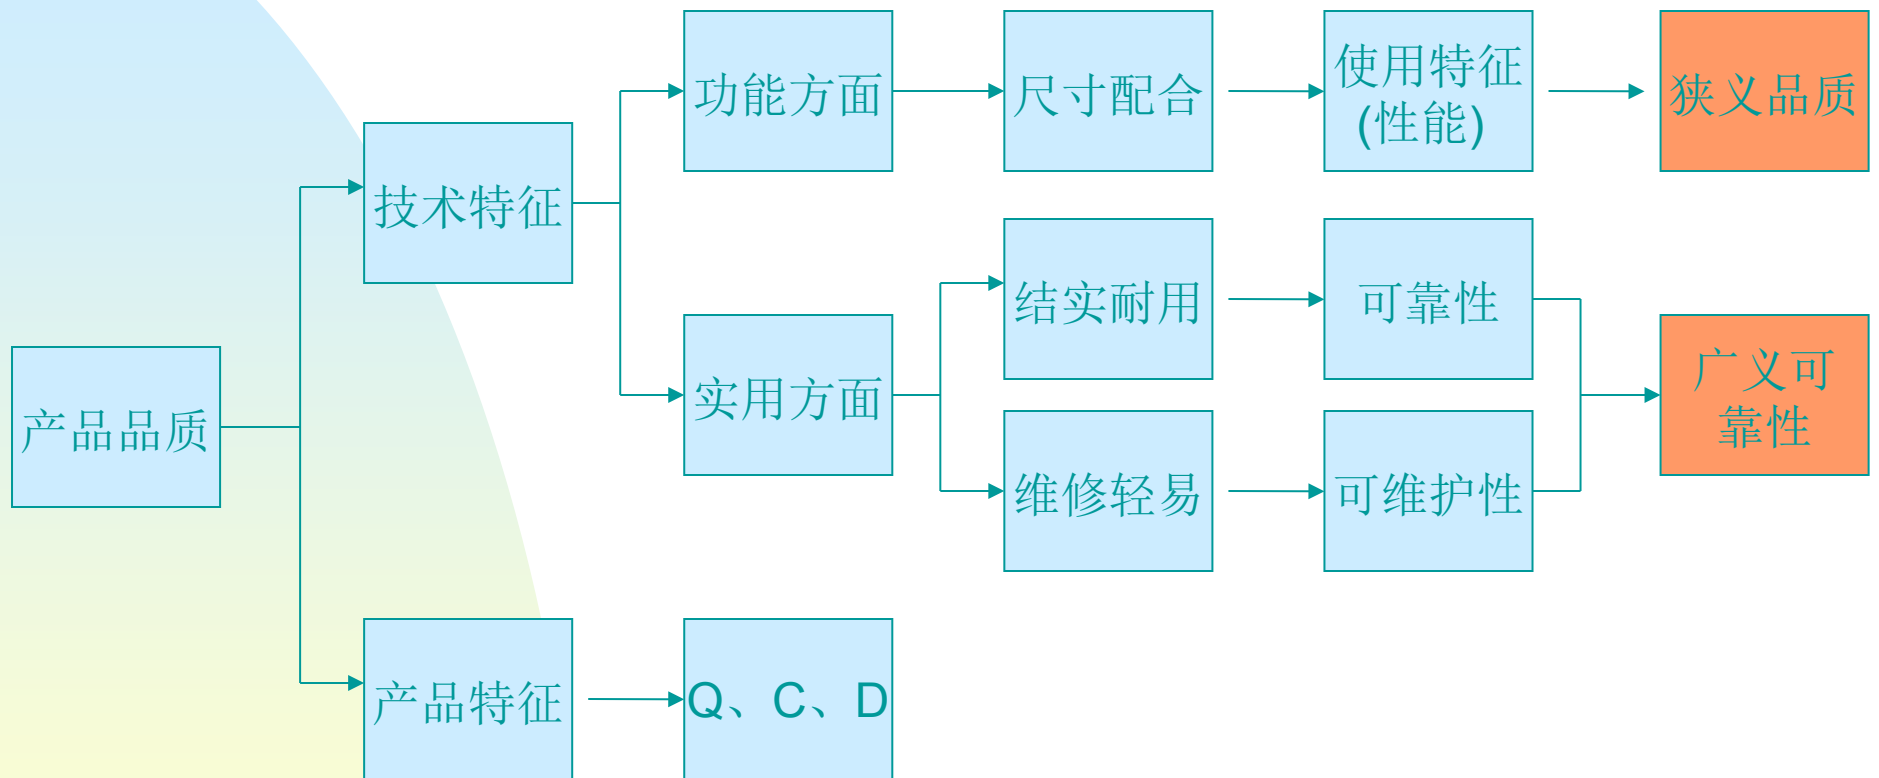 功能方面
尺寸配合
使用特征
(性能)
狭义品质
技术特征
结实耐用
可靠性
产品品质
实用方面
广义可
靠性
维修轻易
可维护性
产品特征
Q、C、D